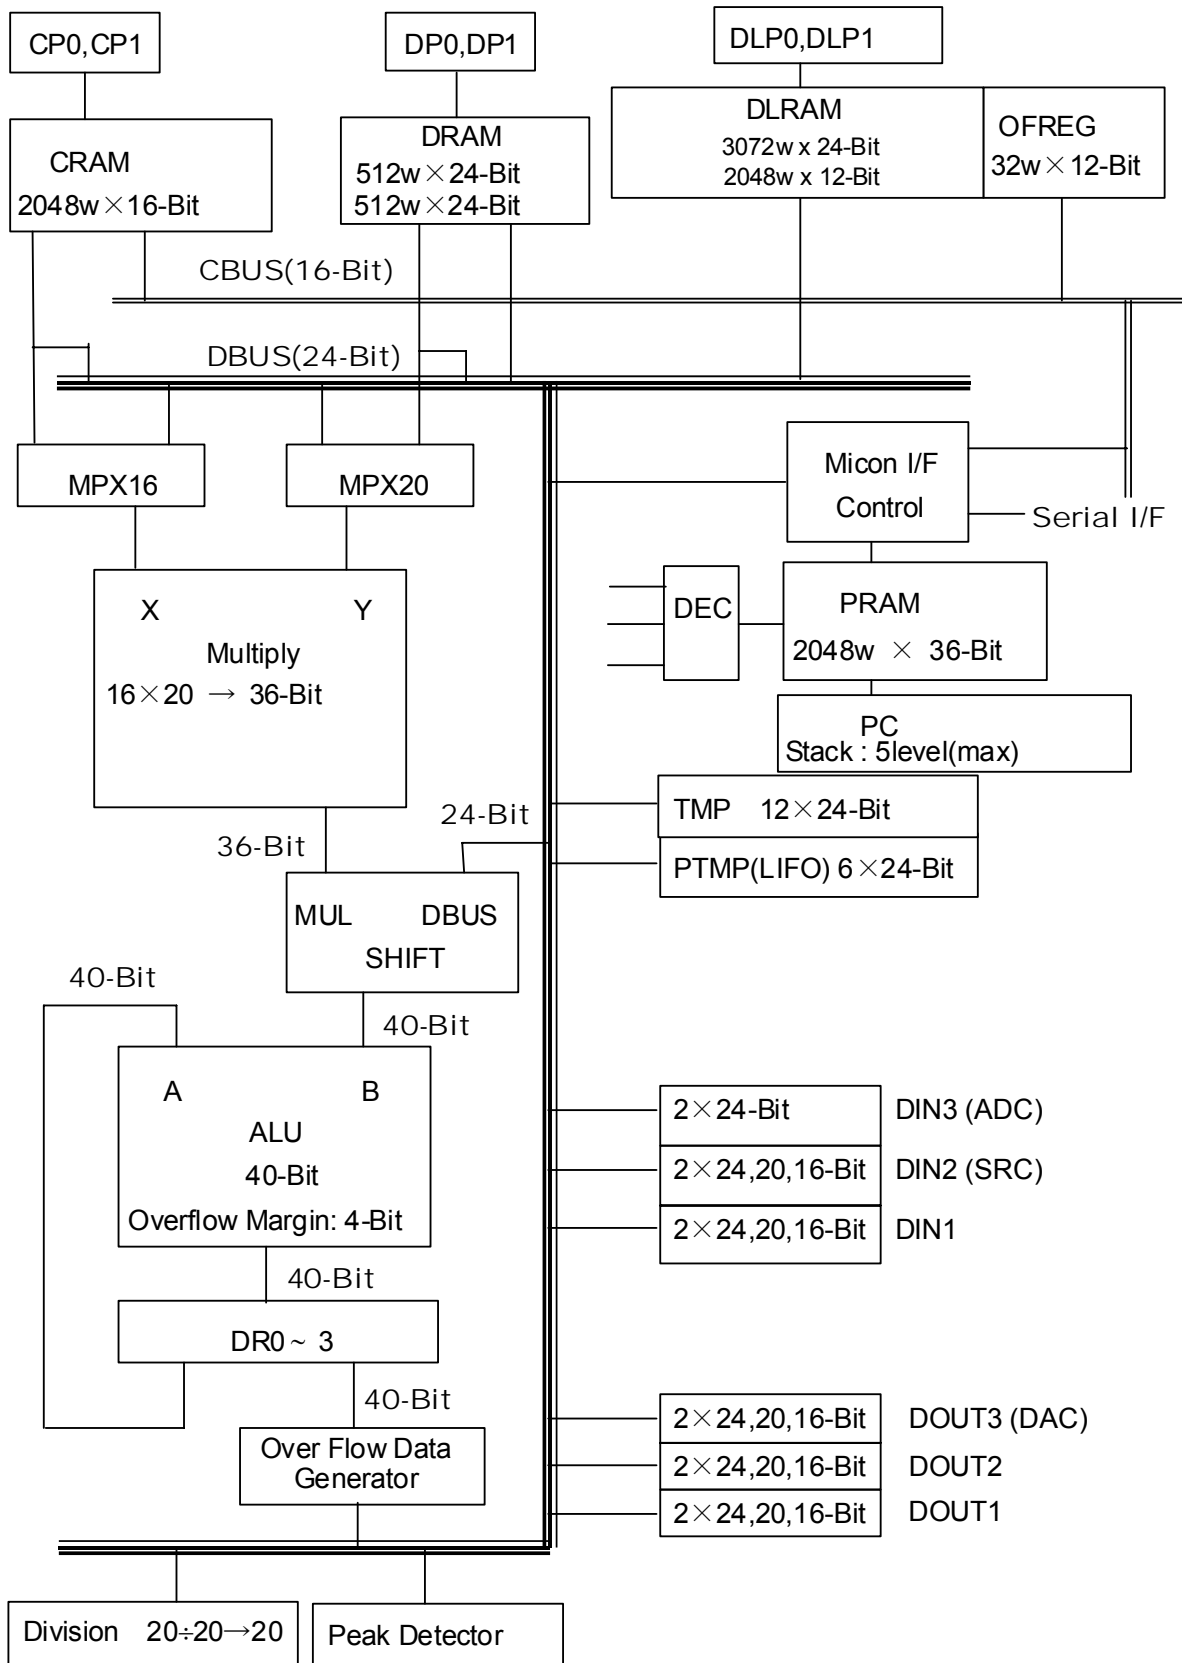 CP0,CP1
DP0,DP1
DLP0,DLP1
CRAM
2048w×16-Bit
DRAM
512w×24-Bit
512w×24-Bit
DLRAM
3072w x 24-Bit
2048w x 12-Bit
OFREG
32w×12-Bit
CBUS(16-Bit)
DBUS(24-Bit)
MPX16
MPX20
Micon I/F
Control
Serial I/F
X
Y
Multiply
16×20 → 36-Bit
DEC
PRAM
2048w × 36-Bit
PC
Stack : 5level(max)
TMP 12×24-Bit
PTMP(LIFO) 6×24-Bit
24-Bit
36-Bit
MUL
DBUS
SHIFT
40-Bit
40-Bit
A
B
ALU
40-Bit
Overflow Margin: 4-Bit
2×24-Bit DIN3 (ADC)
2×24,20,16-Bit DIN2 (SRC)
2×24,20,16-Bit DIN1
40-Bit
DR0～ 3
40-Bit
Over Flow Data
Generator
2×24,20,16-Bit DOUT3 (DAC)
2×24,20,16-Bit DOUT2
2×24,20,16-Bit DOUT1
Division 20÷20→20
Peak Detector